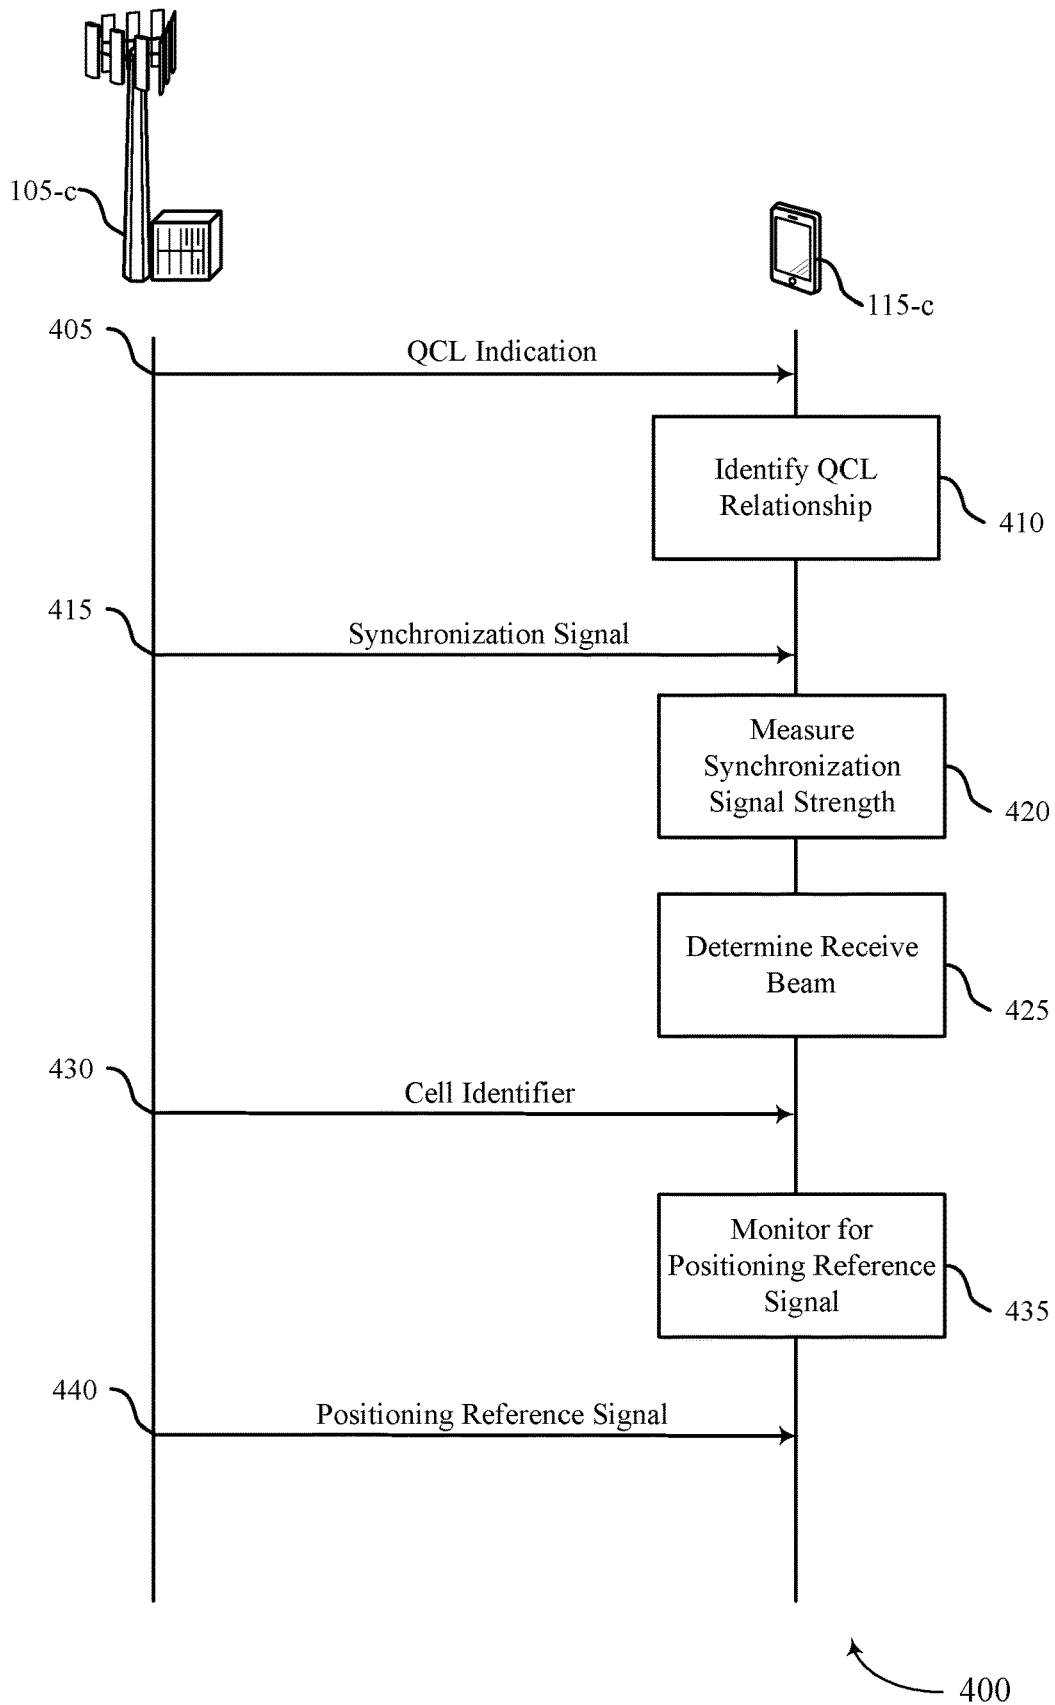 105-c
115-c
405
QCL Indication
Identify QCL
Relationship
410
415
Synchronization Signal
Measure
Synchronization
Signal Strength
420
Determine Receive
Beam
425
430
Cell Identifier
Monitor for
Positioning Reference
Signal
435
440
Positioning Reference Signal
400